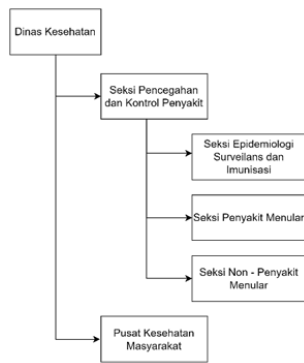 Dinas Kesehatan
Seksi Pencegahan
dan Kontrol Penyakit
Seksi Epidemiologi
Surveilans dan
Imunisasi
Seksi Penyakit Menular
Seksi Non - Penyakit
Menular
Pusat Kesehatan
Masyarakat